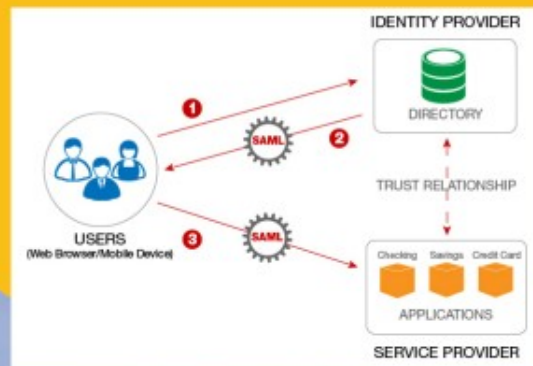 IDENTITY PROVIDER
DIRECTORY
1
2
SAML
TRUST RELATIONSHIP
USERS
(Web Browser/Mobile Device)
3
SAML
Checking Savings Credit Card
APPLICATIONS
SERVICE PROVIDER